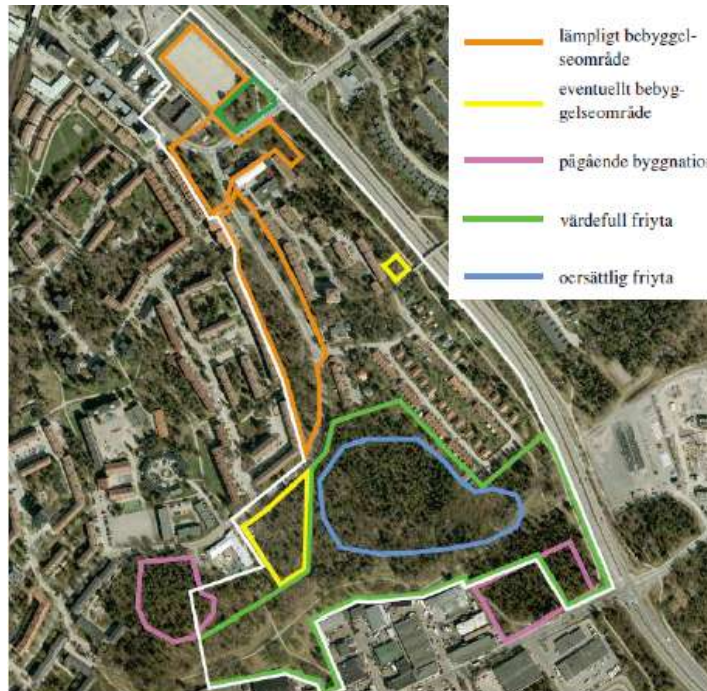 lämpligt bebyggel-
seområde
eventuellt bebyg-
gelseområde
pågående byggnation
värdefull friyta
oersättlig friyta